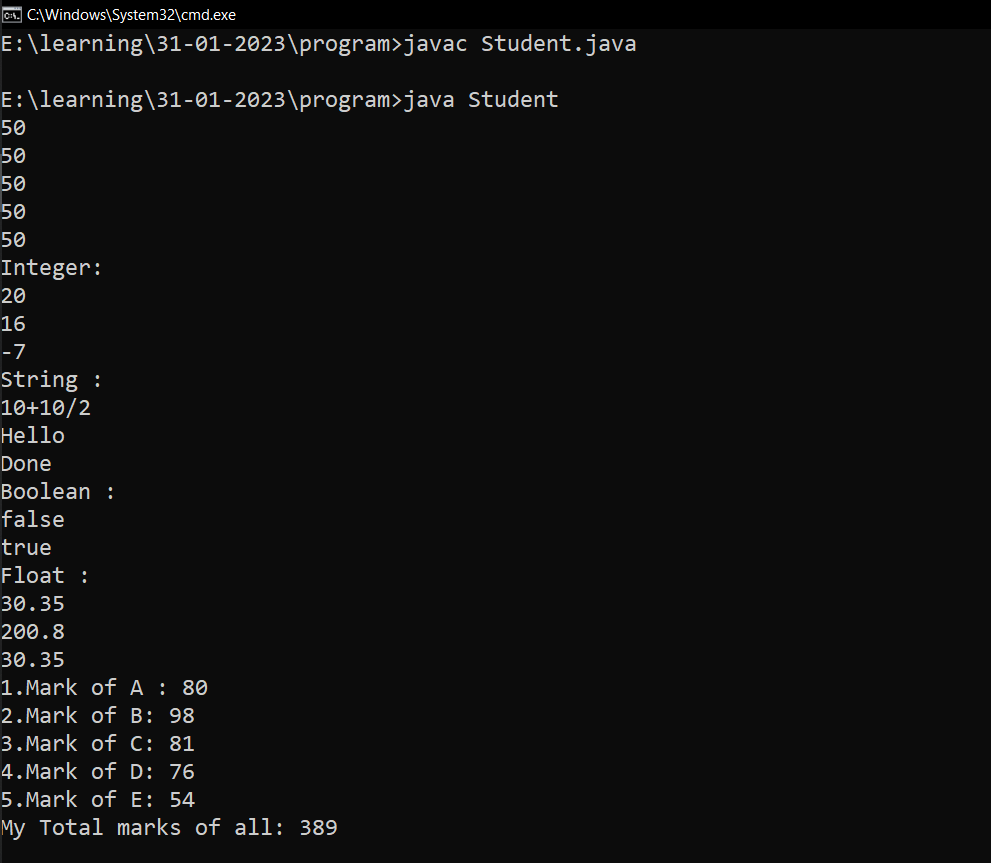 C:\Windows\System32\cmd.exe
E:\learning\31-01-2023\program>javac Student.java
E:\learning\31-01-2023\program>java Student
50
50
50
50
50
Integer:
20
16
-7
String :
10+10/2
Hello
Done
Boolean :
false
true
Float :
30.35
200.8
30.35
1.Mark of A : 80
2.Mark of B: 98
3.Mark of C: 81
4.Mark of D: 76
5.Mark of E: 54
My Total marks of all: 389